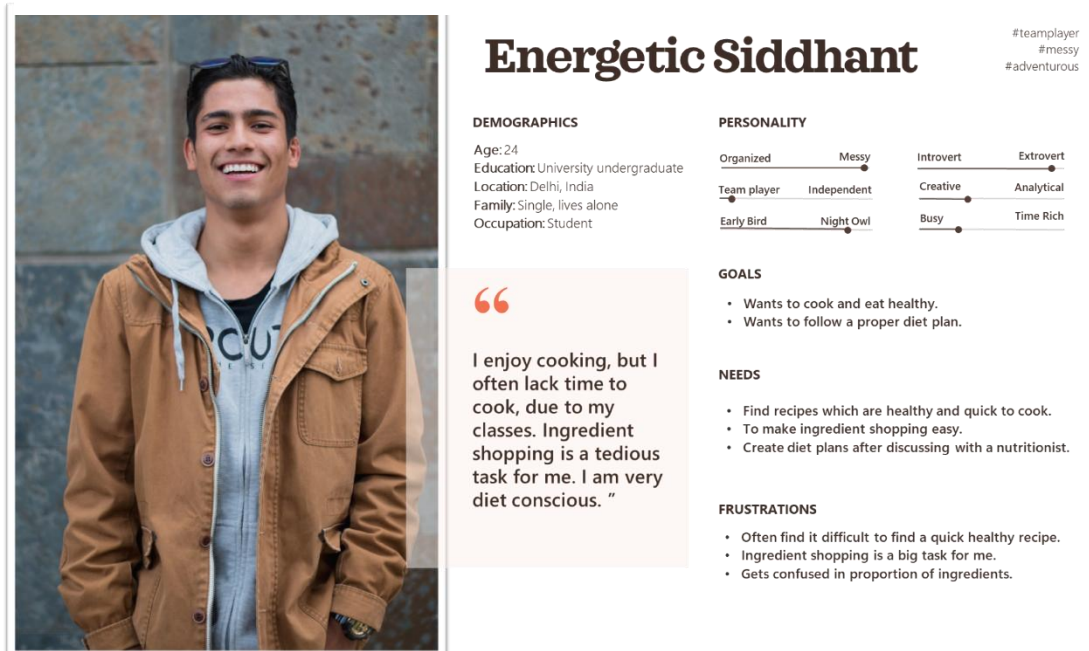 Energetic Siddhant
#teamplayer
#messy
#adventurous
DEMOGRAPHICS
Age: 24
Education: University undergraduate
Location: Delhi, India
Family: Single, lives alone
Occupation: Student
“
I enjoy cooking, but I
often lack time to
cook, due to my
classes. Ingredient
shopping is a tedious
task for me. I am very
diet conscious. ”
PERSONALITY
Organized Messy
Introvert Extrovert
Team player Independent
Creative Analytical
Early Bird Night Owl
Busy Time Rich
GOALS
• Wants to cook and eat healthy.
• Wants to follow a proper diet plan.
NEEDS
• Find recipes which are healthy and quick to cook.
• To make ingredient shopping easy.
• Create diet plans after discussing with a nutritionist.
FRUSTRATIONS
• Often find it difficult to find a quick healthy recipe.
• Ingredient shopping is a big task for me.
• Gets confused in proportion of ingredients.